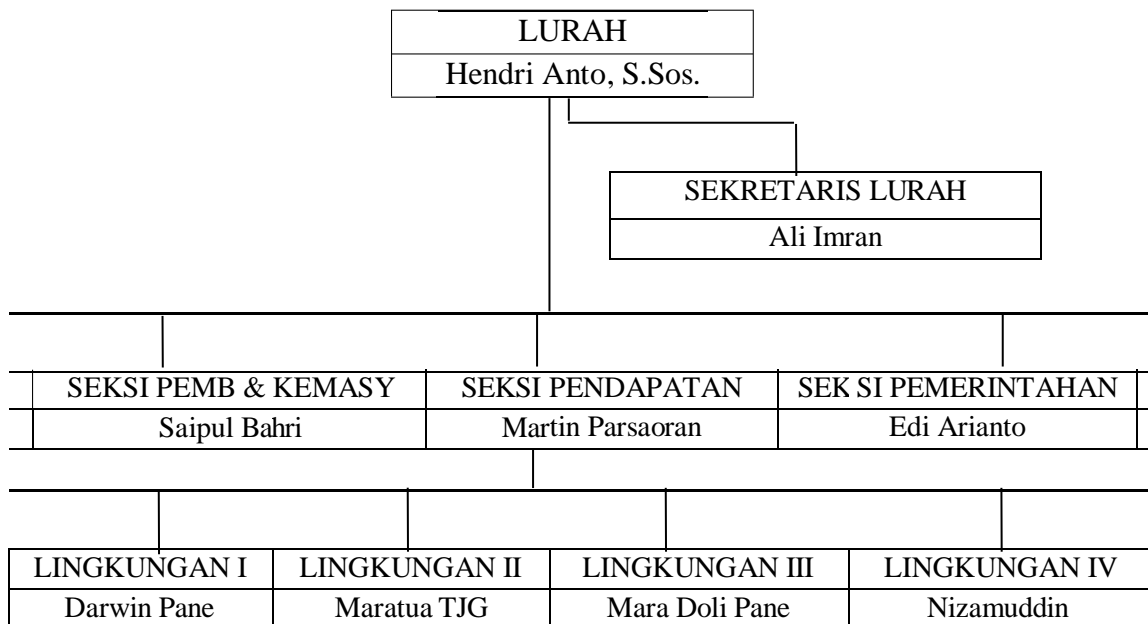 LURAH
Hendri Anto, S.Sos.
SEKRETARIS LURAH
Ali Imran
SEKSI PEMB & KEMASY
SEKSI PENDAPATAN
SEK SI PEMERINTAHAN
Saipul Bahri
Martin Parsaoran
Edi Arianto
LINGKUNGAN I
LINGKUNGAN II
LINGKUNGAN III
LINGKUNGAN IV
Darwin Pane
Maratua TJG
Mara Doli Pane
Nizamuddin